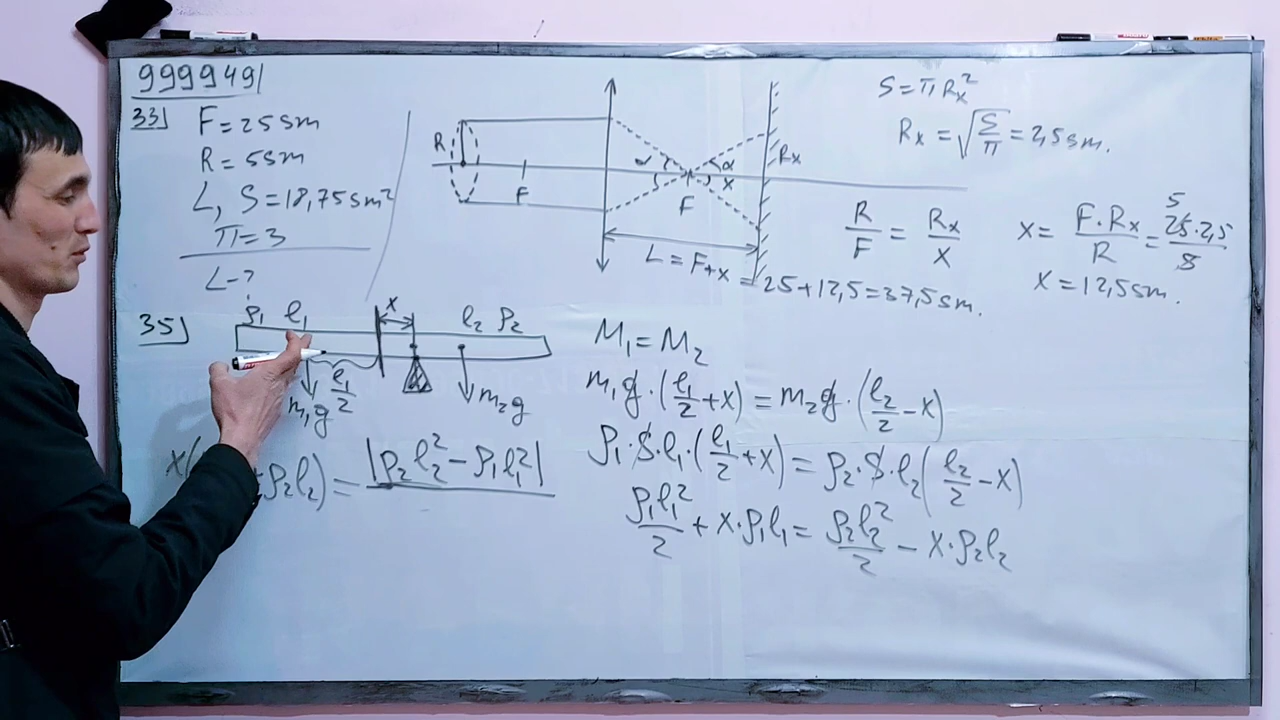 999949
33) F=25sm
R=5sm
L, S=18,75sm²
π=3
L-?
R
F
α
α
x
F
Rx
L=F+x=25+12,5=37,5sm.
S=πRx²
Rx=√(S/π)=2,5sm.
R/F=Rx/x
x=F·Rx/R=25·2,5/5
5
x=12,5sm.
35) ρ₁ l₁ x l₂ ρ₂
l₁/2
m₁g
m₂g
M₁=M₂
m₁g·(l₁/2+x)=m₂g·(l₂/2-x)
ρ₁·S·l₁·(l₁/2+x)=ρ₂·S·l₂(l₂/2-x)
ρ₁l₁²/2+x·ρ₁l₁=ρ₂l₂²/2-x·ρ₂l₂
x( ρ₂l₂)=|ρ₂l₂²-ρ₁l₁²|